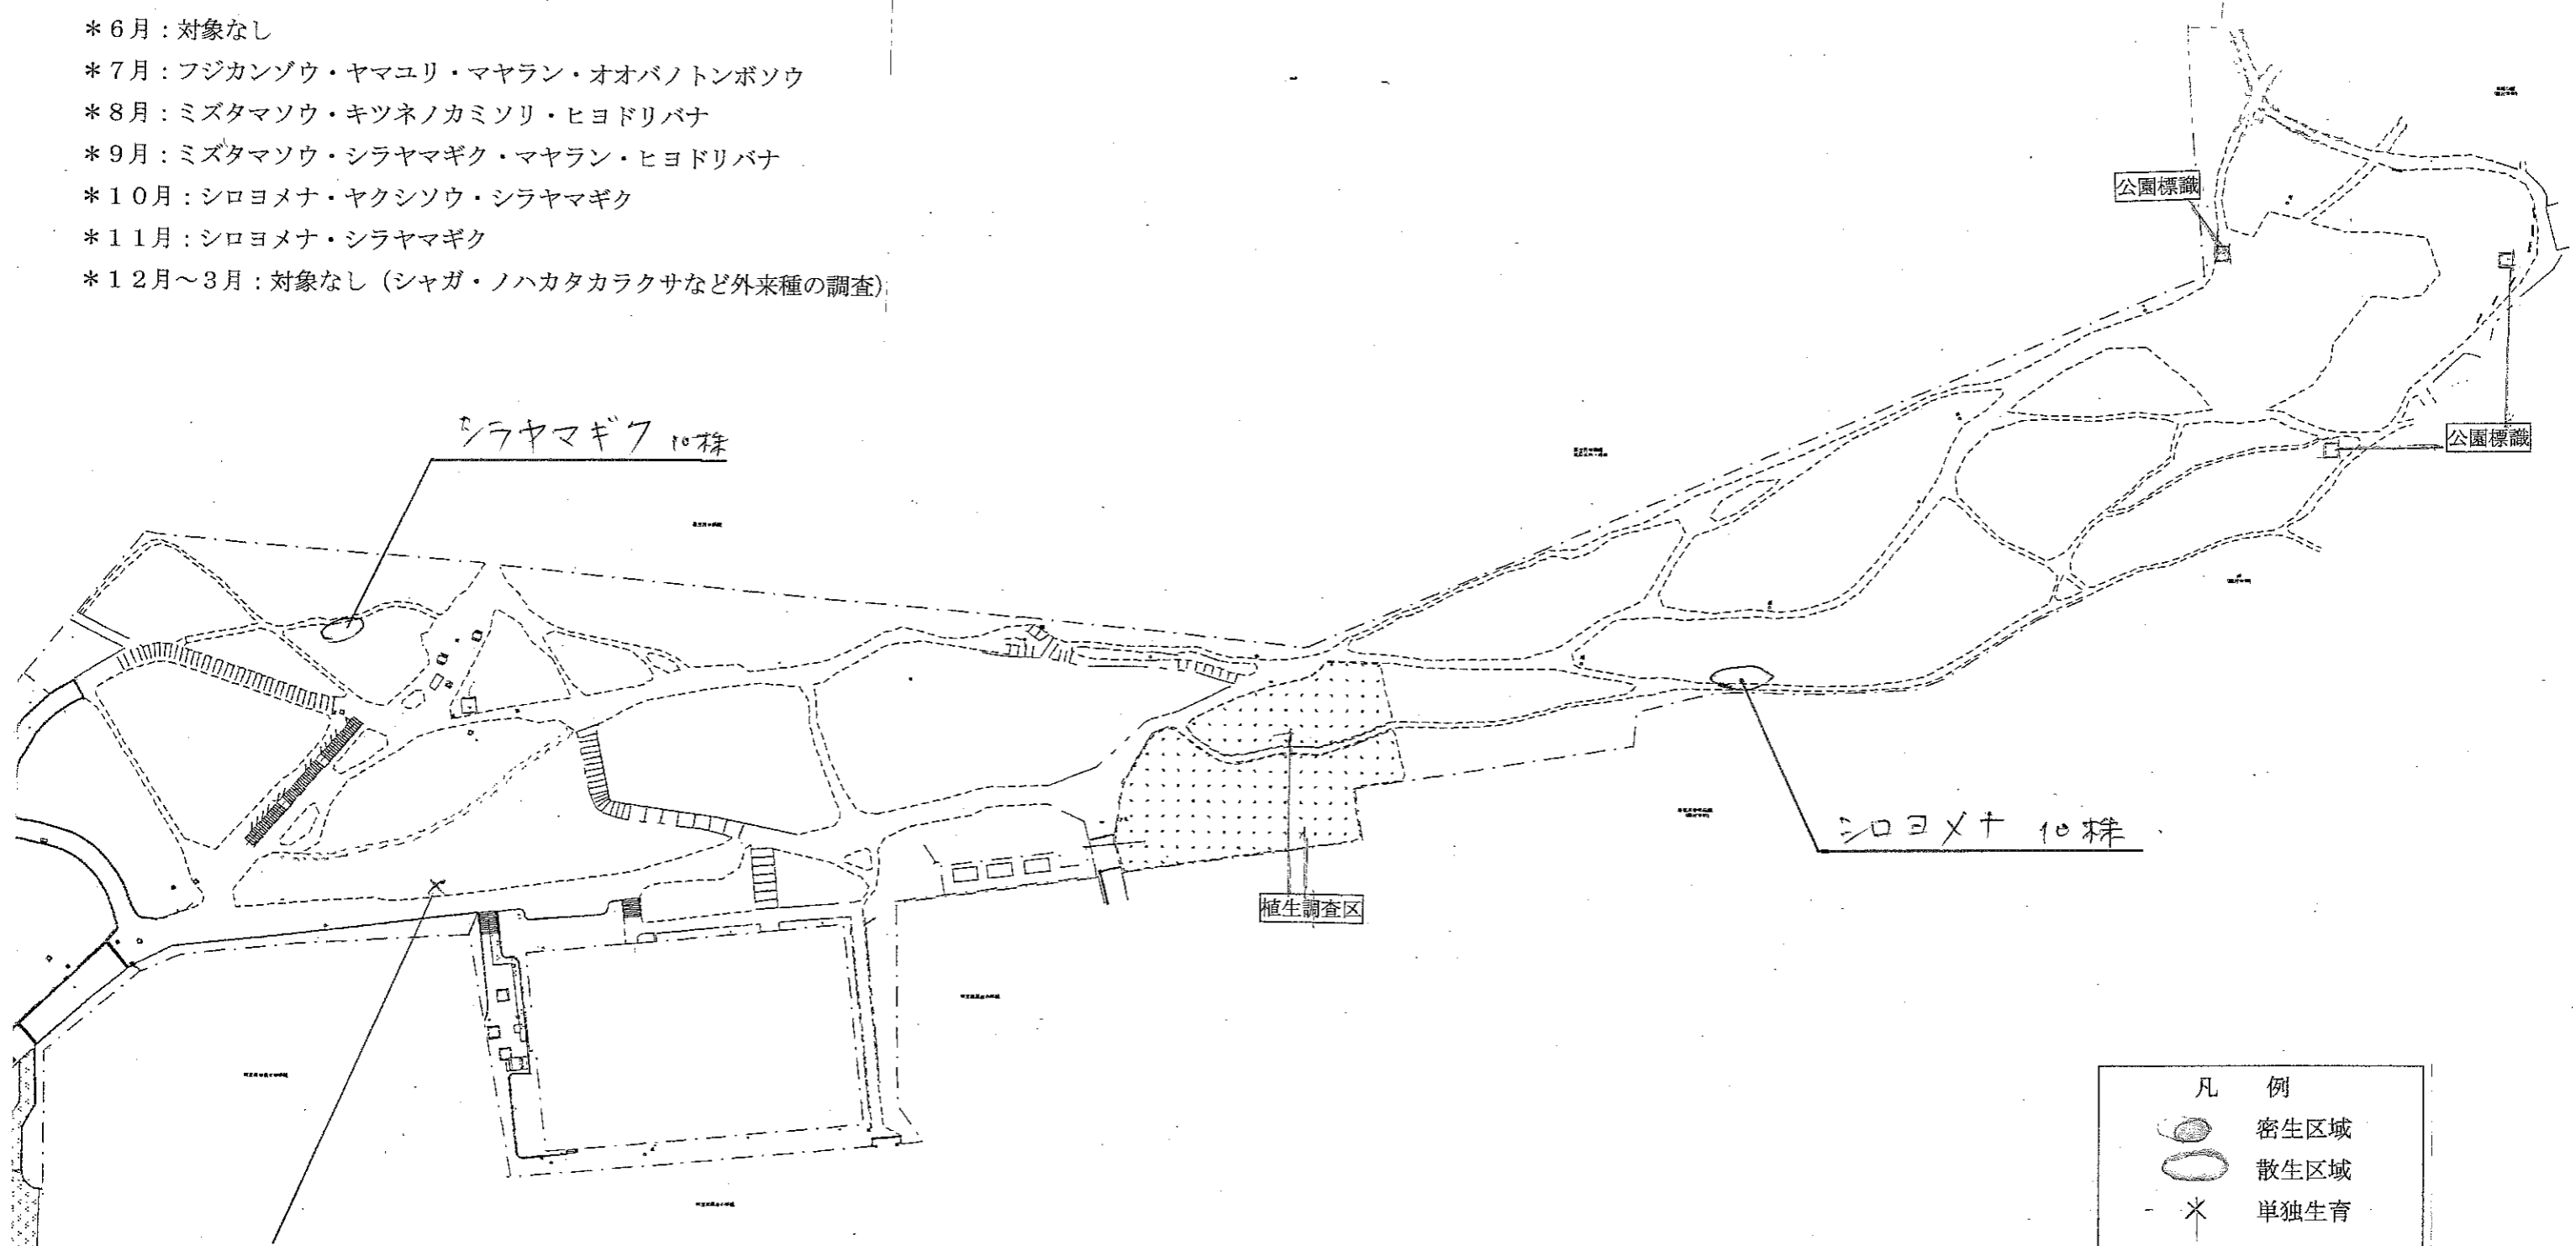 ＊６月：対象なし
＊７月：フジカンゾウ・ヤマユリ・マヤラン・オオバノトンボソウ
＊８月：ミズタマソウ・キツネノカミソリ・ヒヨドリバナ
＊９月：ミズタマソウ・シラヤマギク・マヤラン・ヒヨドリバナ
＊１０月：シロヨメナ・ヤクシソウ・シラヤマギク
＊１１月：シロヨメナ・シラヤマギク
＊１２月～３月：対象なし（シャガ・ノハカタカラクサなど外来種の調査）
公園標識
公園標識
シラヤマギク 10株
シロヨメナ 10株
植生調査区
凡　例
密生区域
散生区域
単独生育